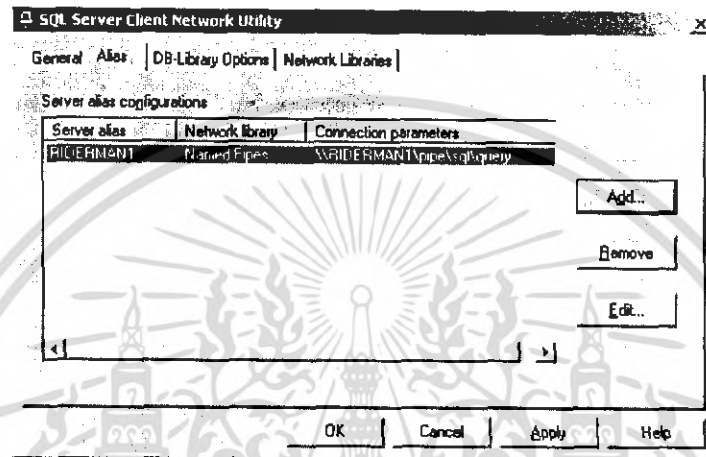 SQL Server Client Network Utility
General Alias DB-Library Options Network Libraries
Server alias configurations
Server alias Network library Connection parameters
RIDERMAN1 Named Pipes \\RIDERMAN1\pipe\sql\query
Add...
Remove
Edit...
OK Cancel Apply Help